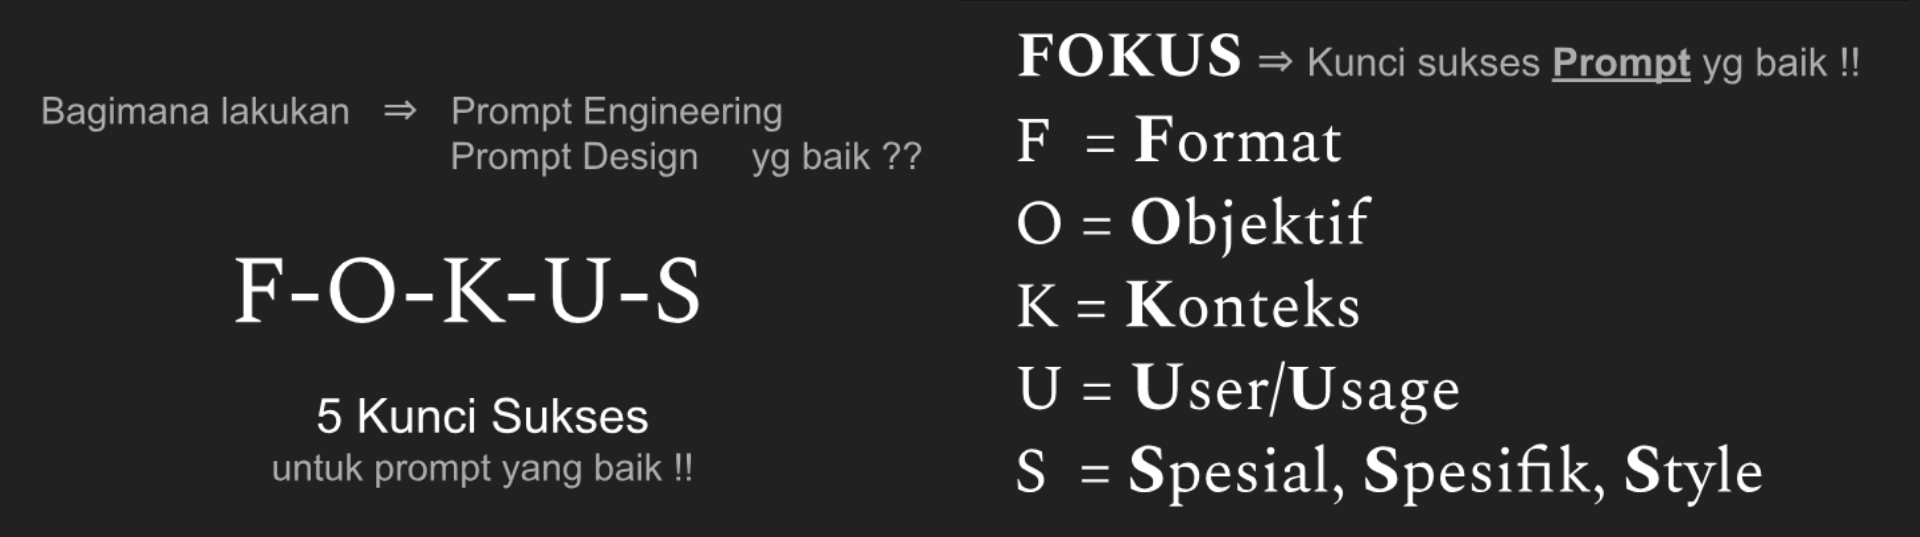 Bagimana lakukan ⇒ Prompt Engineering
Prompt Design yg baik ??
F-O-K-U-S
5 Kunci Sukses
untuk prompt yang baik !!
FOKUS ⇒ Kunci sukses Prompt yg baik !!
F = Format
O = Objektif
K = Konteks
U = User/Usage
S = Spesial, Spesifik, Style